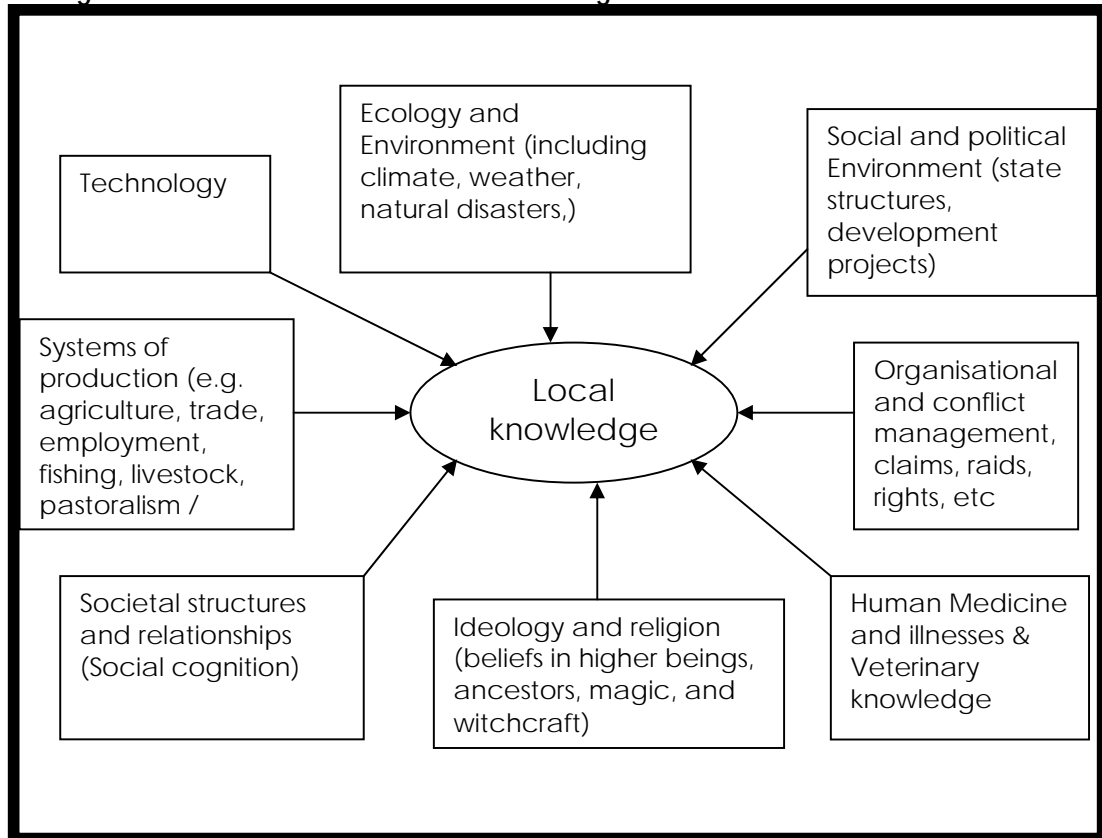 Technology
Ecology and
Environment (including
climate, weather,
natural disasters,)
Social and political
Environment (state
structures,
development
projects)
Systems of
production (e.g.
agriculture, trade,
employment,
fishing, livestock,
pastoralism /
Local
knowledge
Organisational
and conflict
management,
claims, raids,
rights, etc
Societal structures
and relationships
(Social cognition)
Ideology and religion
(beliefs in higher beings,
ancestors, magic, and
witchcraft)
Human Medicine
and illnesses &
Veterinary
knowledge